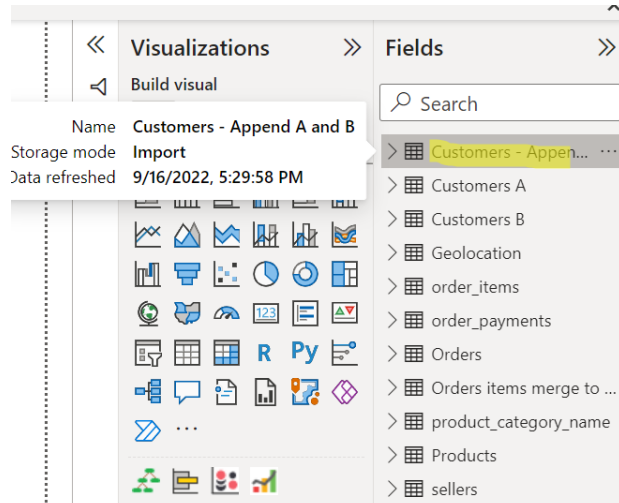 Visualizations
Fields
Build visual
Search
Name Customers - Append A and B
Storage mode Import
Data refreshed 9/16/2022, 5:29:58 PM
Customers - Appen...
Customers A
Customers B
Geolocation
order_items
order_payments
Orders
Orders items merge to ...
product_category_name
Products
sellers
123
R Py